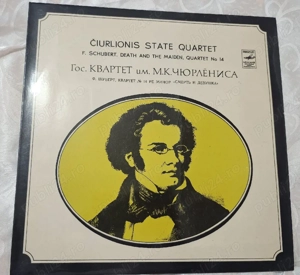 ČIURLIONIS STATE QUARTET
F. SCHUBERT. DEATH AND THE MAIDEN, QUARTET No 14
Гос. КВАРТЕТ им. М.К.ЧЮРЛЁНИСА
Ф. ШУБЕРТ. КВАРТЕТ № 14 РЕ МИНОР «СМЕРТЬ И ДЕВУШКА»